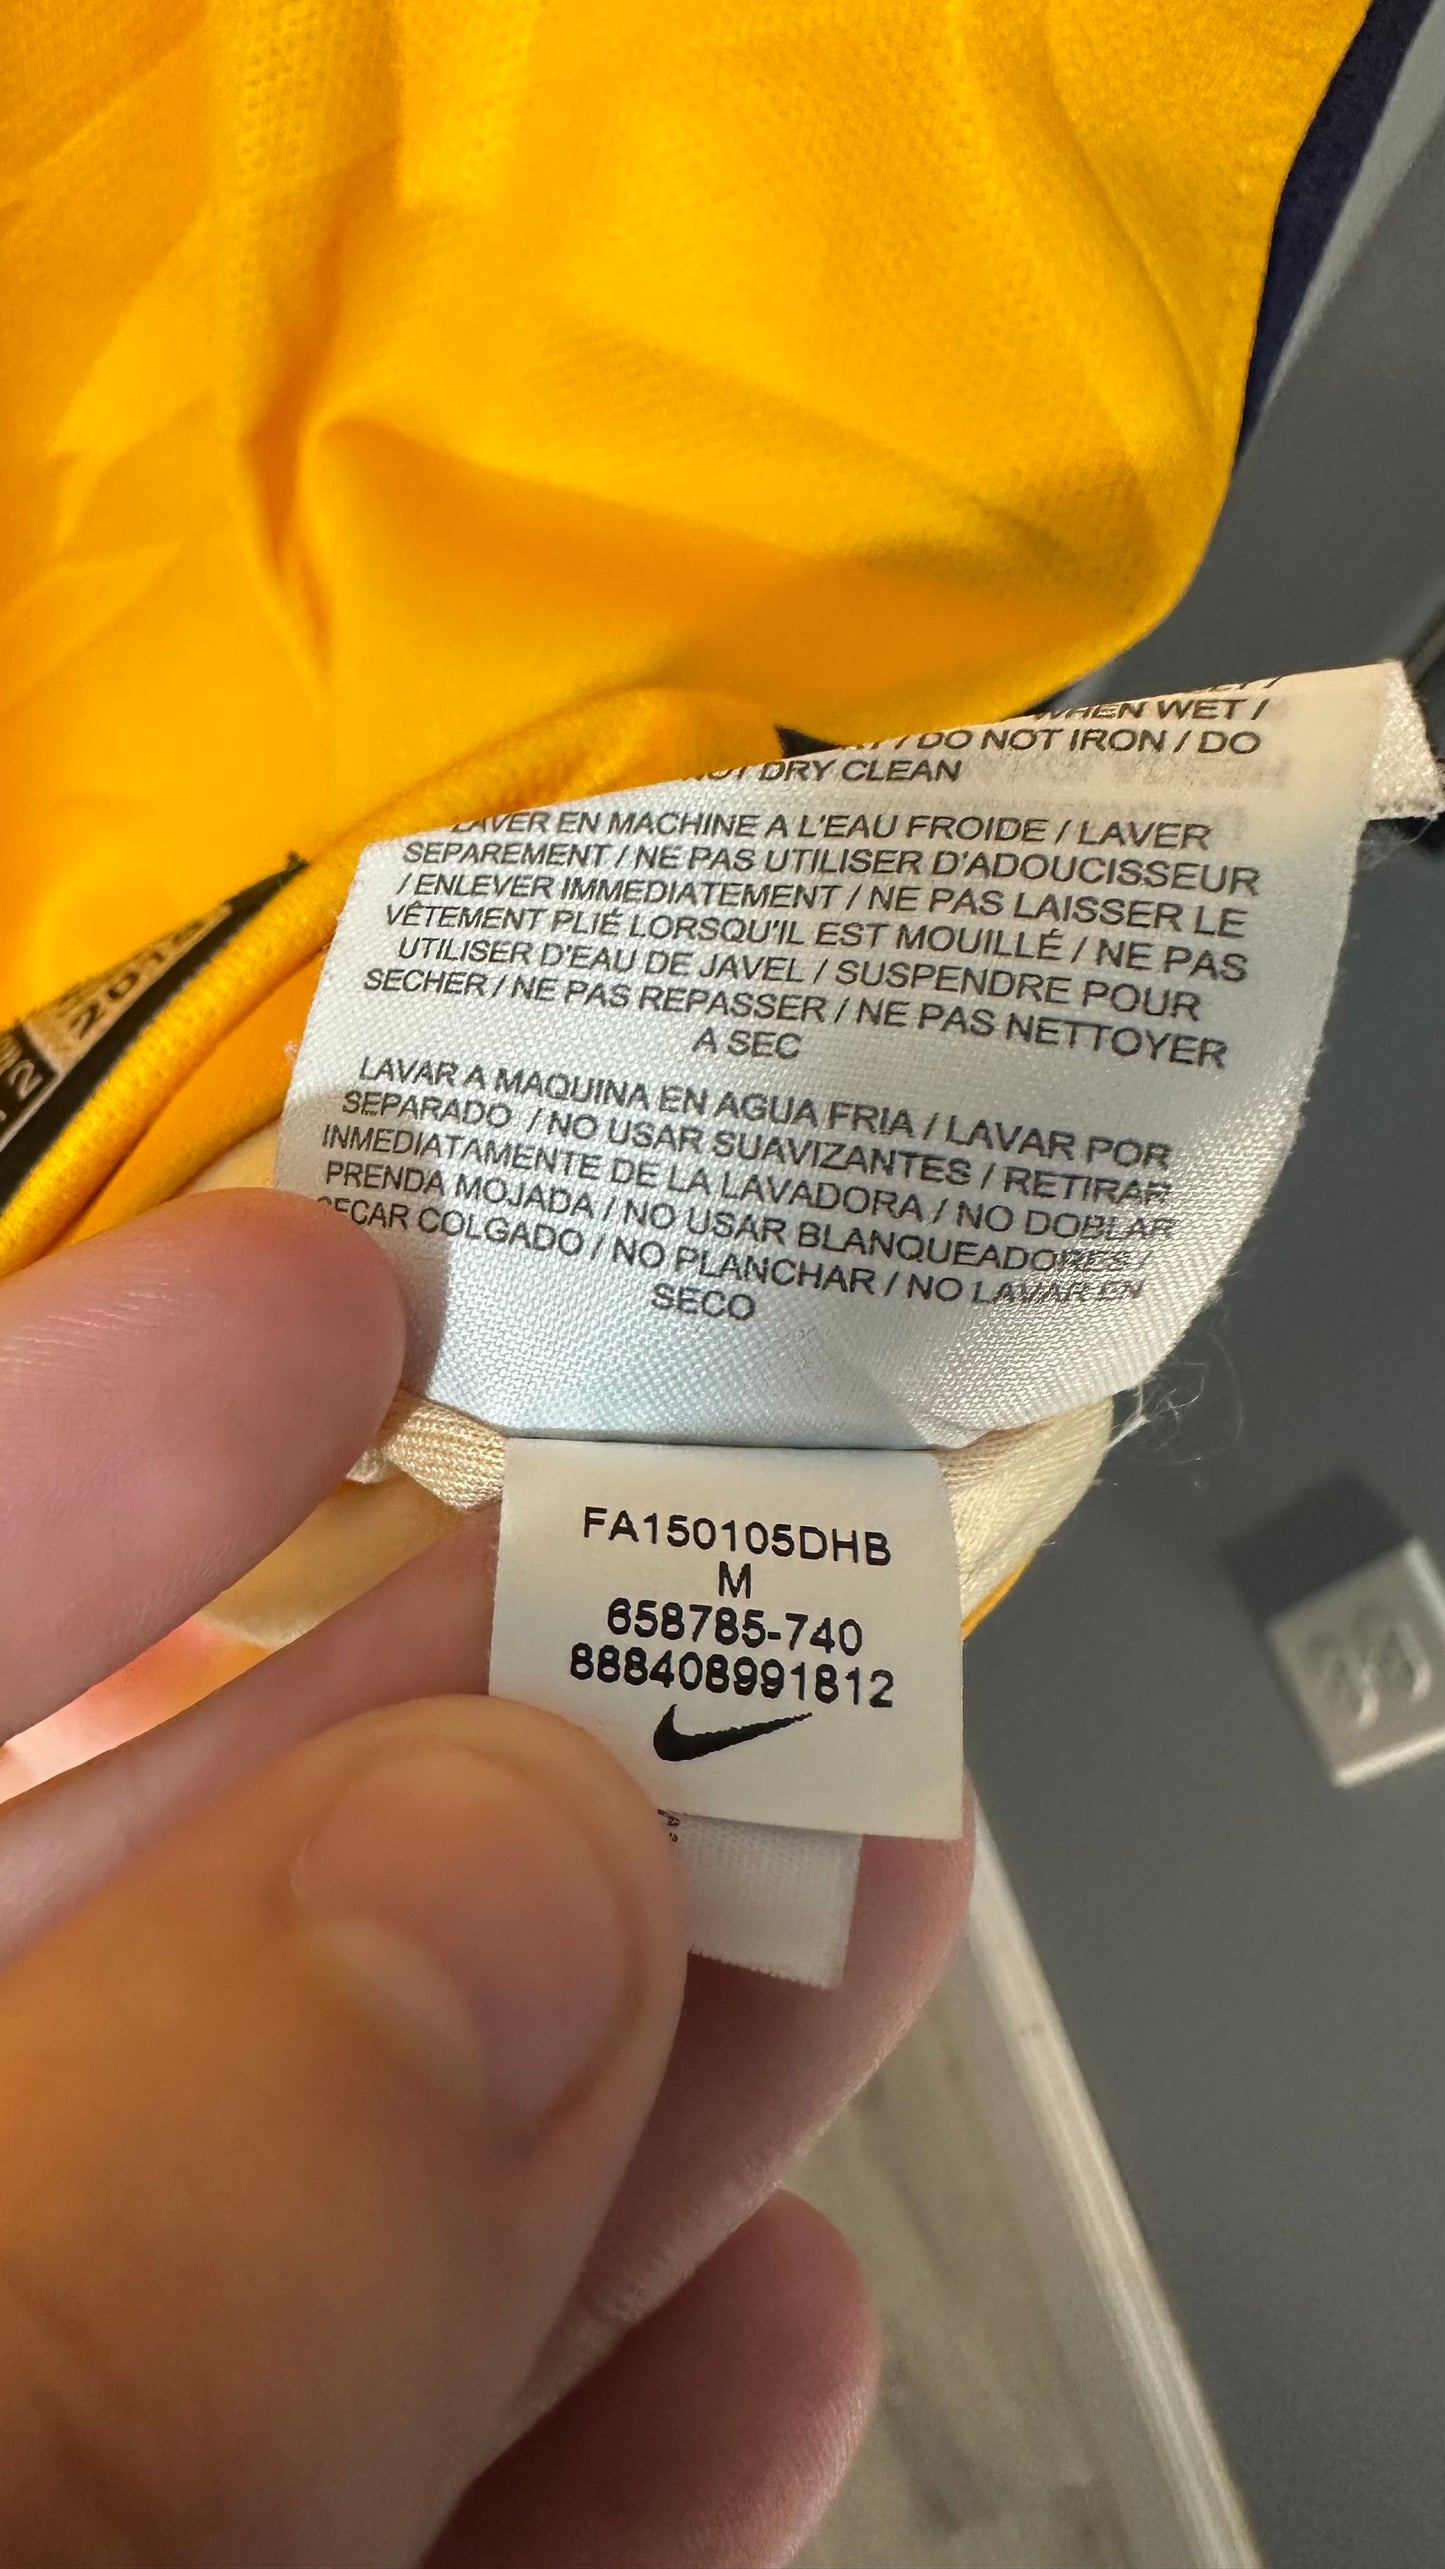 WHEN WET /
/ DO NOT IRON / DO
NOT DRY CLEAN
LAVER EN MACHINE A L'EAU FROIDE / LAVER
SEPAREMENT / NE PAS UTILISER D'ADOUCISSEUR
/ ENLEVER IMMEDIATEMENT / NE PAS LAISSER LE
VÊTEMENT PLIÉ LORSQU'IL EST MOUILLÉ / NE PAS
UTILISER D'EAU DE JAVEL / SUSPENDRE POUR
SECHER / NE PAS REPASSER / NE PAS NETTOYER
A SEC
LAVAR A MAQUINA EN AGUA FRIA / LAVAR POR
SEPARADO / NO USAR SUAVIZANTES / RETIRAR
INMEDIATAMENTE DE LA LAVADORA / NO DOBLAR
PRENDA MOJADA / NO USAR BLANQUEADORES /
SECAR COLGADO / NO PLANCHAR / NO LAVAR EN
SECO
2015
12
FA150105DHB
M
658785-740
888408991812